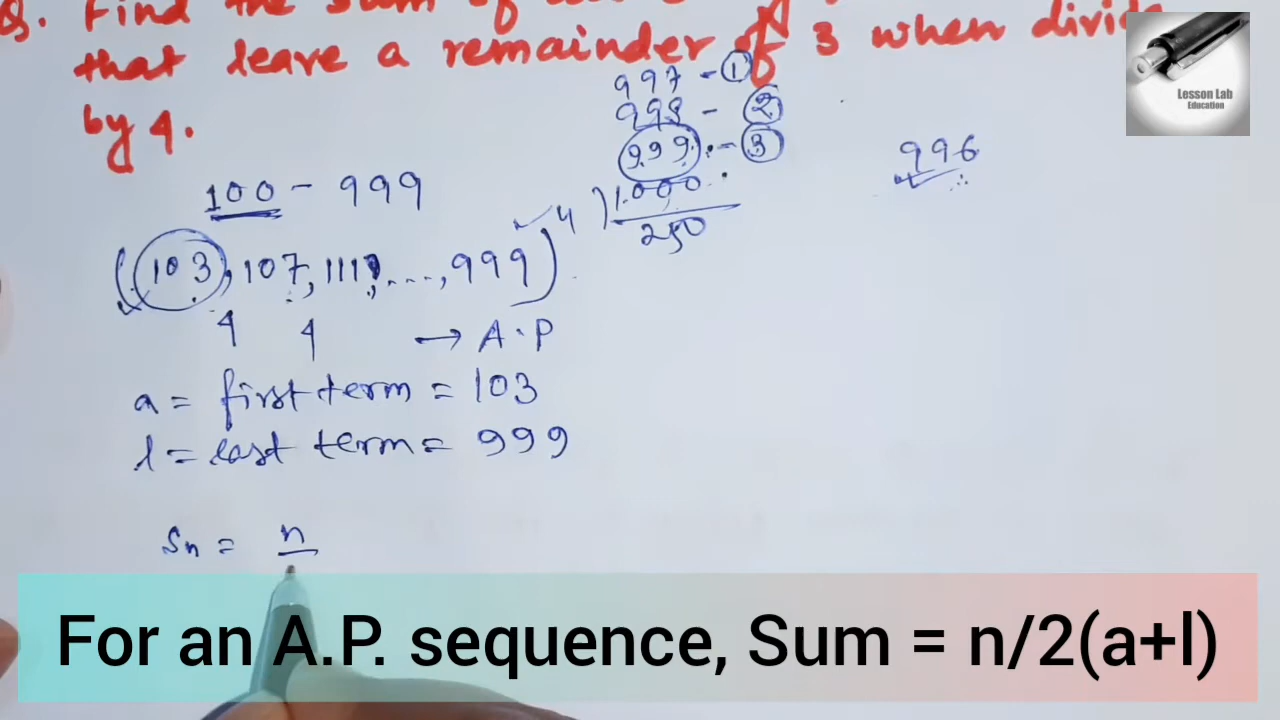 Q. Find the sum of all
that leave a remainder of 3 when divide
by 4.
997 - 1
998 - 2
999. - 3
4)1000
250
996
Lesson Lab
Education
100 - 999
(103, 107, 111, ...., 999)
4 4 → A.P
a = first term = 103
l = last term = 999
Sn = n
For an A.P. sequence, Sum = n/2(a+l)